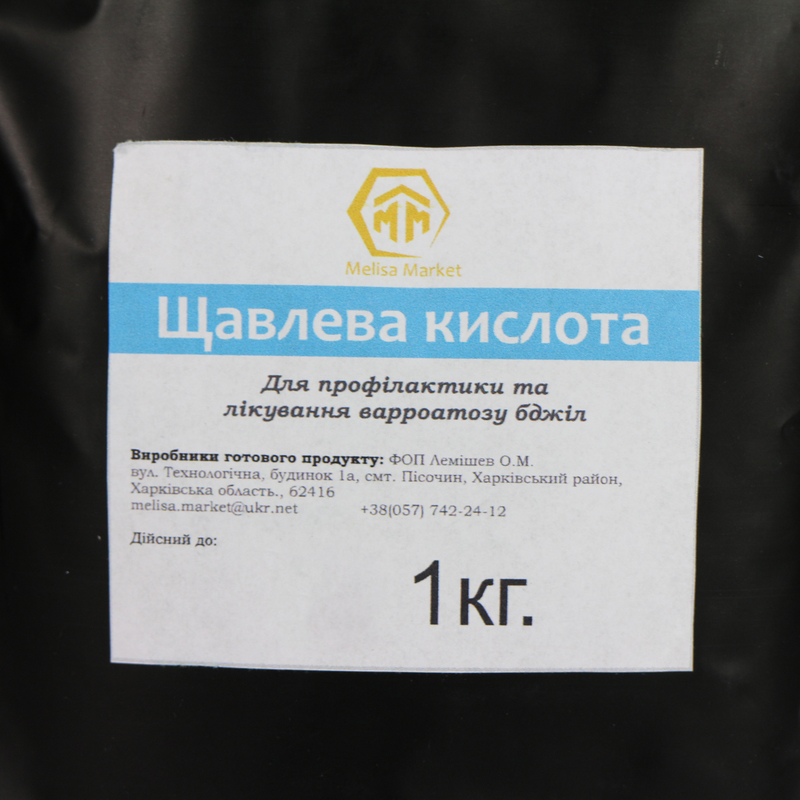 Melisa Market
Щавлева кислота
Для профілактики та
лікування варроатозу бджіл
Виробники готового продукту: ФОП Лемішев О.М.
вул. Технологічна, будинок 1а, смт. Пісочин, Харківський район,
Харківська область., 62416
melisa.market@ukr.net +38(057) 742-24-12
Дійсний до:
1кг.